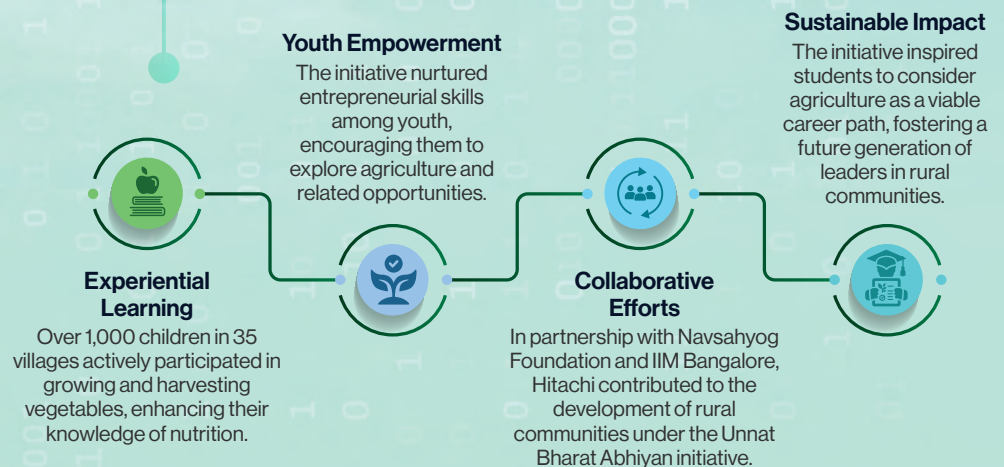 Experiential
Learning
Over 1,000 children in 35
villages actively participated in
growing and harvesting
vegetables, enhancing their
knowledge of nutrition.
Youth Empowerment
The initiative nurtured
entrepreneurial skills
among youth,
encouraging them to
explore agriculture and
related opportunities.
Collaborative
Efforts
In partnership with Navsahyog
Foundation and IIM Bangalore,
Hitachi contributed to the
development of rural
communities under the Unnat
Bharat Abhiyan initiative.
Sustainable Impact
The initiative inspired
students to consider
agriculture as a viable
career path, fostering a
future generation of
leaders in rural
communities.